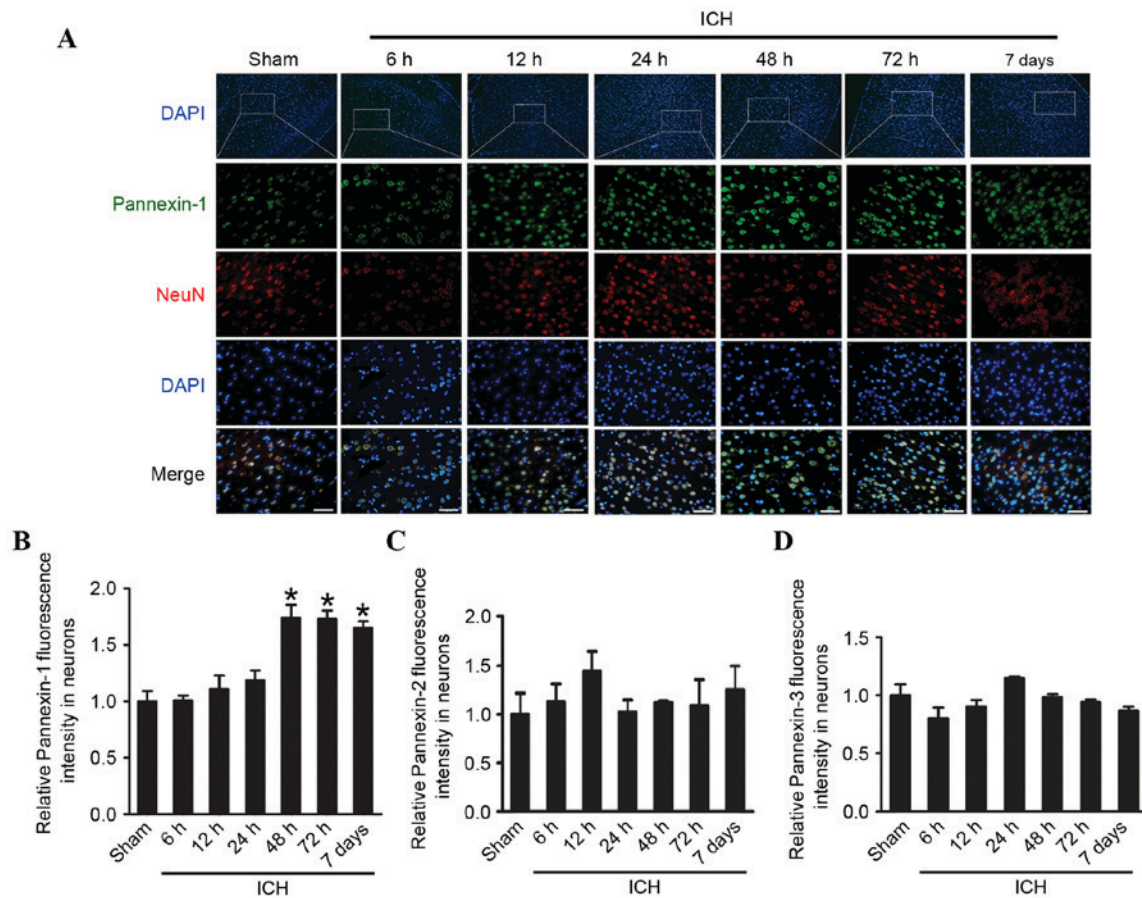 A
ICH
Sham 6 h 12 h 24 h 48 h 72 h 7 days
DAPI
Pannexin-1
NeuN
DAPI
Merge
B
Relative Pannexin-1 fluorescence
intensity in neurons
2.0
1.5
1.0
0.5
0.0
* * *
Sham 6 h 12 h 24 h 48 h 72 h 7 days
ICH
C
Relative Pannexin-2 fluorescence
intensity in neurons
2.0
1.5
1.0
0.5
0.0
Sham 6 h 12 h 24 h 48 h 72 h 7 days
ICH
D
Relative Pannexin-3 fluorescence
intensity in neurons
1.5
1.0
0.5
0.0
Sham 6 h 12 h 24 h 48 h 72 h 7 days
ICH